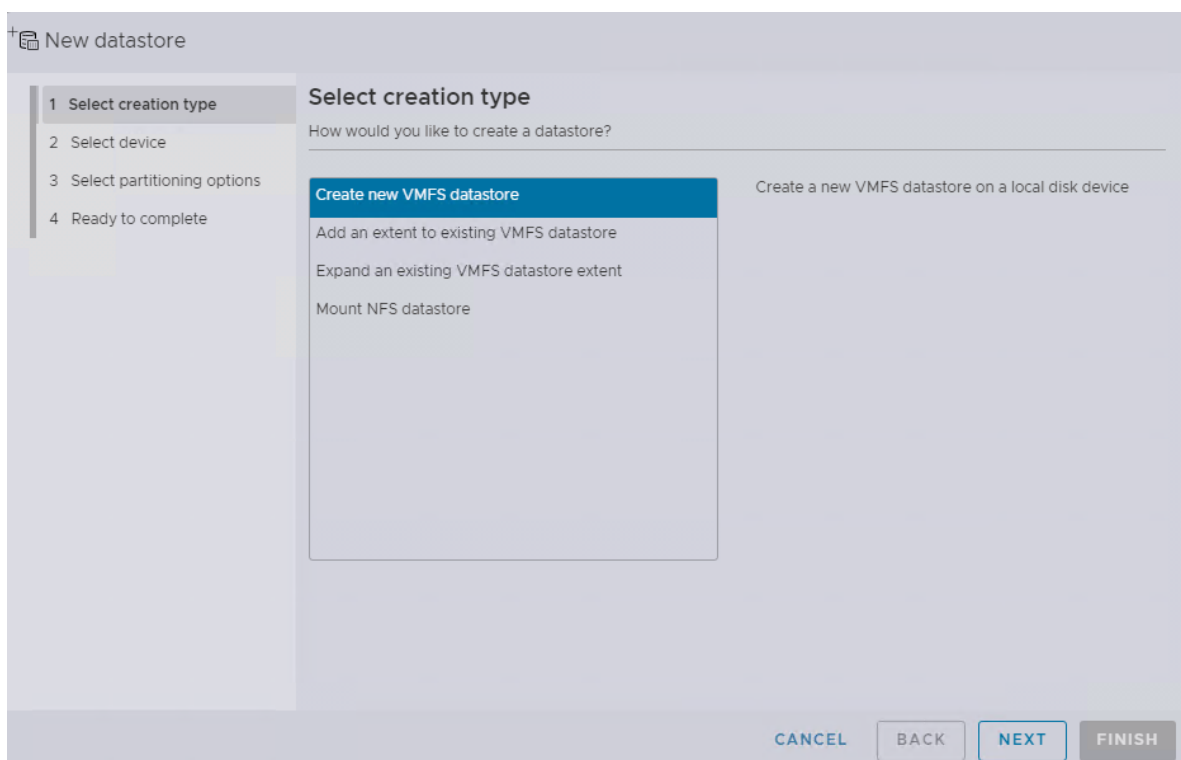 New datastore
1 Select creation type
2 Select device
3 Select partitioning options
4 Ready to complete
Select creation type
How would you like to create a datastore?
Create new VMFS datastore
Add an extent to existing VMFS datastore
Expand an existing VMFS datastore extent
Mount NFS datastore
Create a new VMFS datastore on a local disk device
CANCEL
BACK
NEXT
FINISH